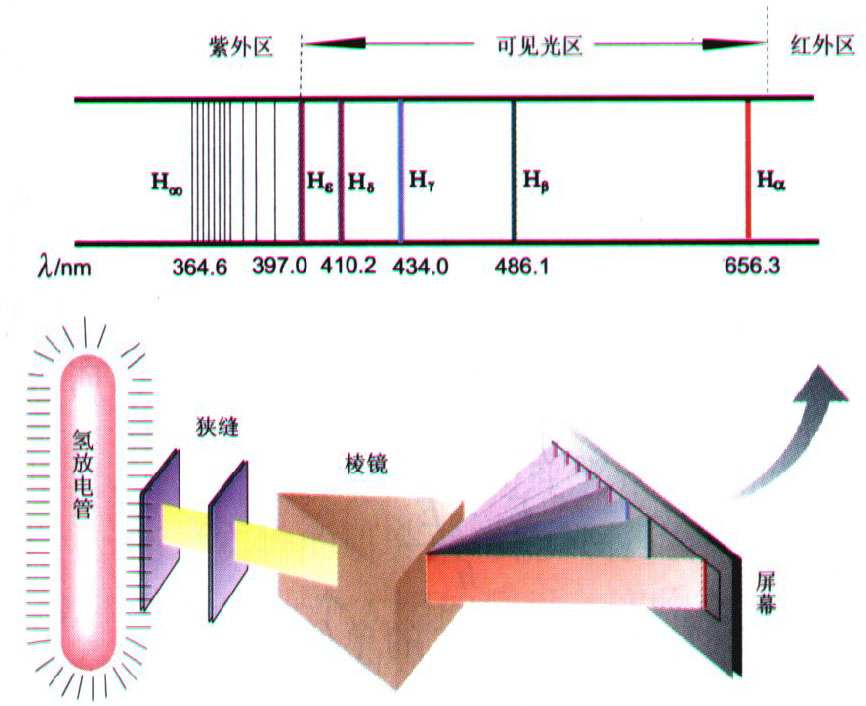 紫外区 可见光区 红外区
H∞ Hε Hδ Hγ Hβ Hα
λ/nm 364.6 397.0 410.2 434.0 486.1 656.3
氢放电管
狭缝
棱镜
屏幕